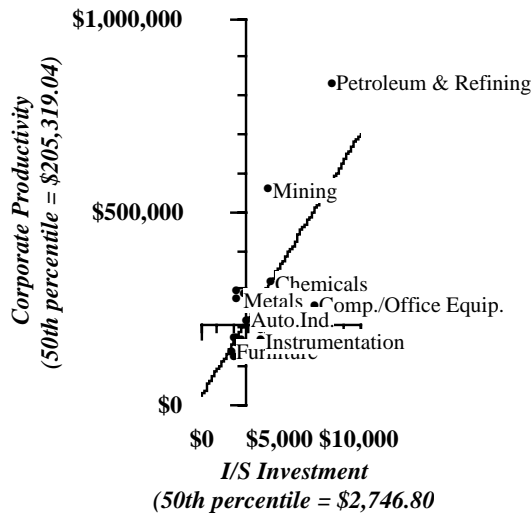 $1,000,000
Petroleum & Refining
Mining
$500,000
Chemicals
Metals
Comp./Office Equip.
Auto.Ind.
Instrumentation
Furniture
$0
Corporate Productivity
(50th percentile = $205,319.04)
$0 $5,000 $10,000
I/S Investment
(50th percentile = $2,746.80